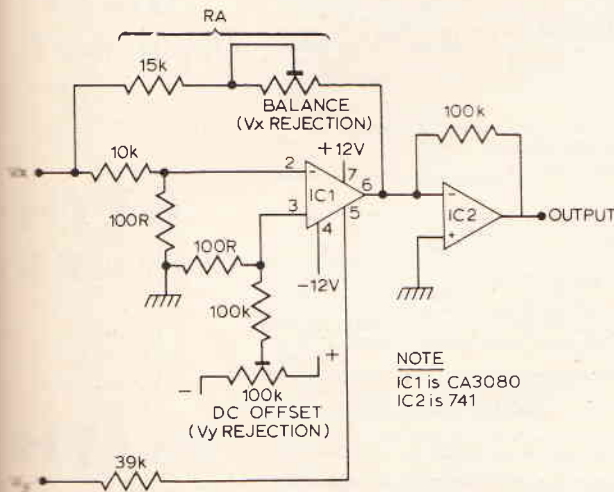 RA
15k
BALANCE
(Vx REJECTION)
100k
10k
+12V
2
-
7
6
IC1
3
5
4
100R
100R
-
IC2
+
OUTPUT
-12V
100k
-
+
100k
DC OFFSET
(Vy REJECTION)
NOTE
IC1 is CA3080
IC2 is 741
39k